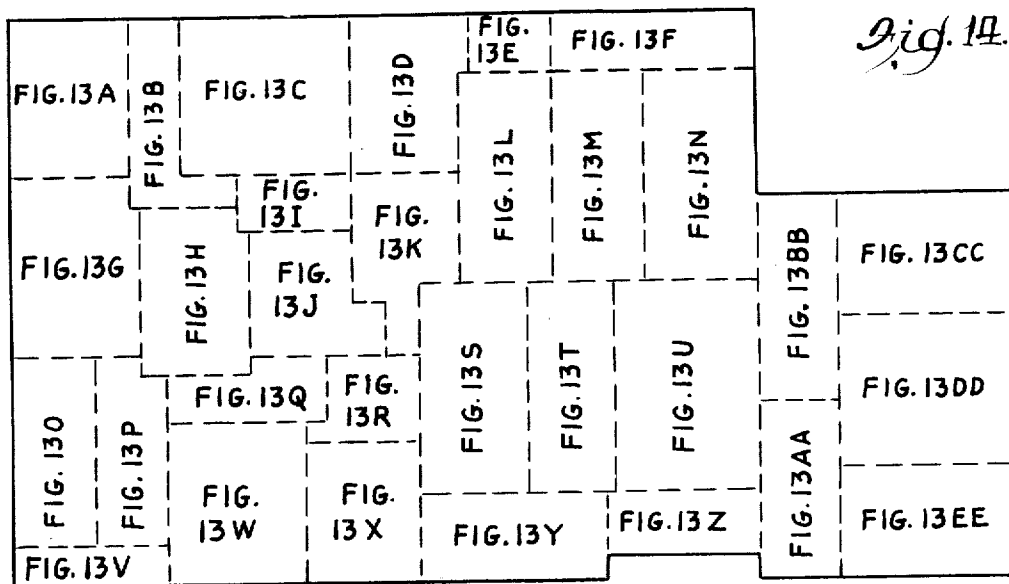 Fig. 14.
FIG. 13A
FIG. 13B
FIG. 13C
FIG. 13D
FIG.
13E
FIG. 13F
FIG. 13G
FIG. 13H
FIG.
13I
FIG.
13J
FIG.
13K
FIG. 13L
FIG. 13M
FIG. 13N
FIG. 13O
FIG. 13P
FIG. 13Q
FIG.
13R
FIG. 13S
FIG. 13T
FIG. 13U
FIG. 13V
FIG.
13W
FIG.
13X
FIG. 13Y
FIG. 13Z
FIG. 13AA
FIG. 13BB
FIG. 13CC
FIG. 13DD
FIG. 13EE